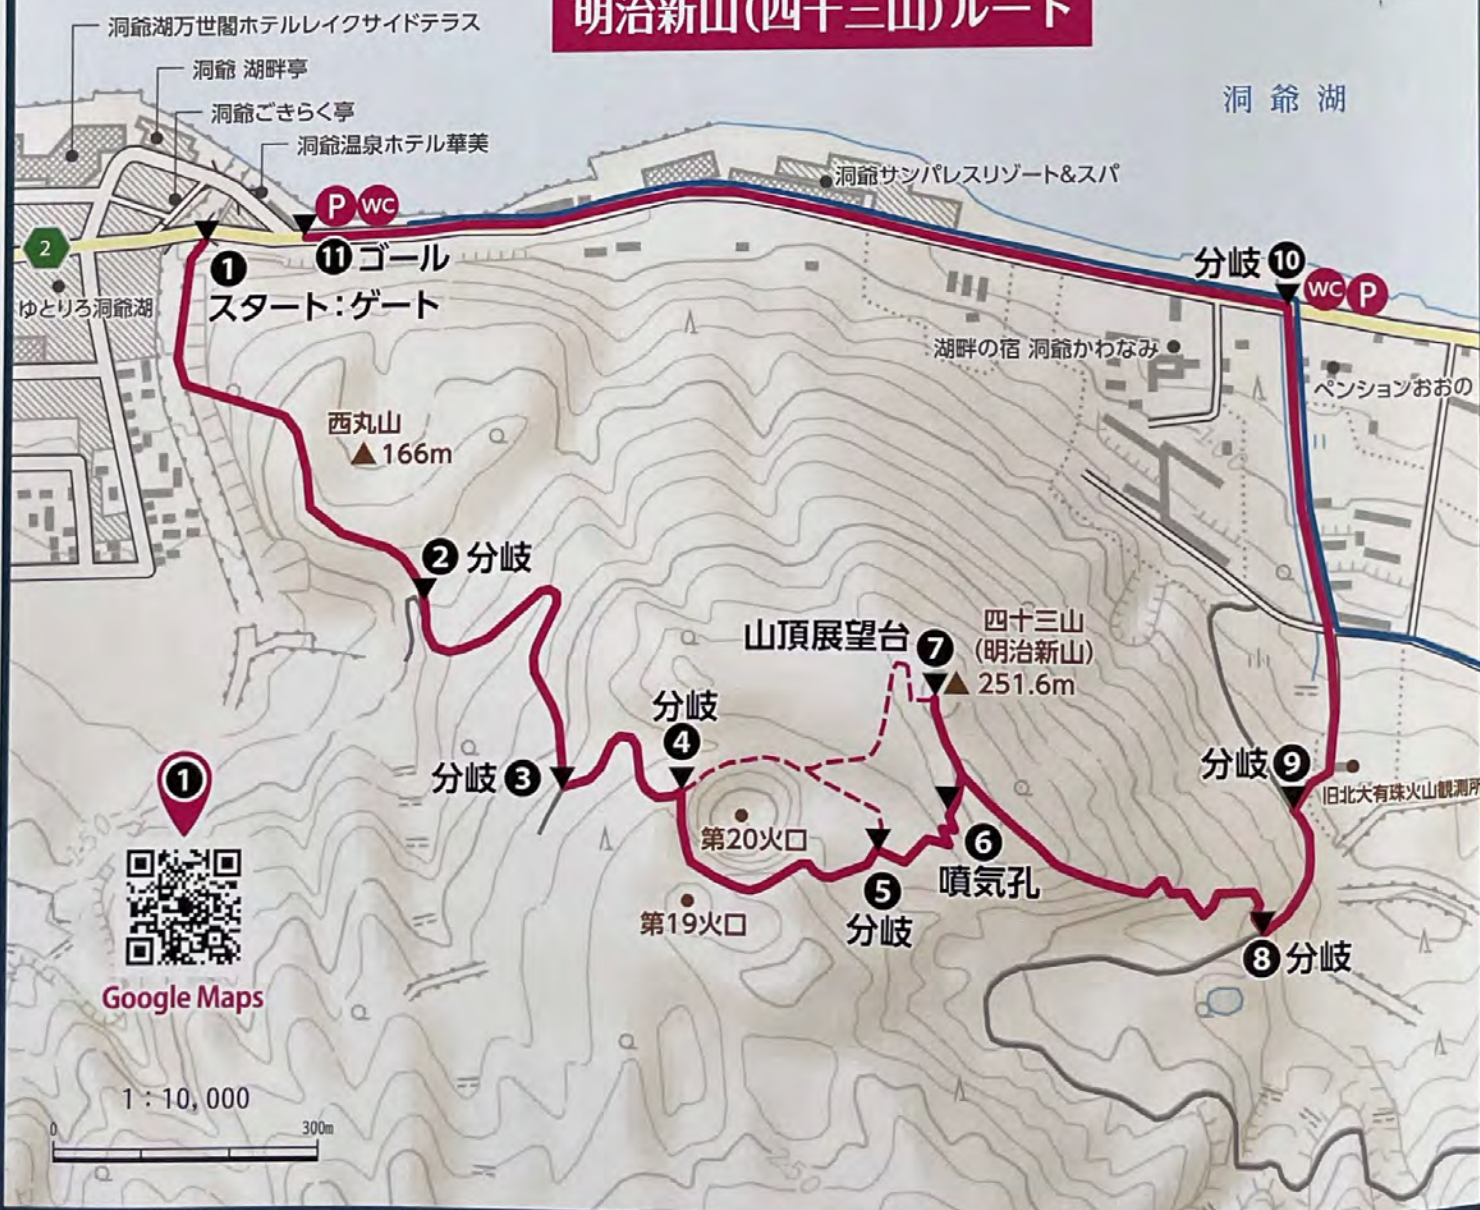 明治新山(四十三山)ルート
洞爺湖万世閣ホテルレイクサイドテラス
洞爺 湖畔亭
洞爺ごきらく亭
洞爺温泉ホテル華美
洞 爺 湖
洞爺サンパレスリゾート&スパ
P WC
2
1
スタート:ゲート
11 ゴール
分岐 10
WC P
ゆとりろ洞爺湖
湖畔の宿 洞爺かわなみ
ペンションおおの
西丸山
166m
2 分岐
山頂展望台 7
四十三山
(明治新山)
251.6m
分岐
4
分岐 3
分岐 9
旧北大有珠火山観測所
第20火口
6
噴気孔
5
分岐
第19火口
8 分岐
1
Google Maps
1:10,000
0 300m
250